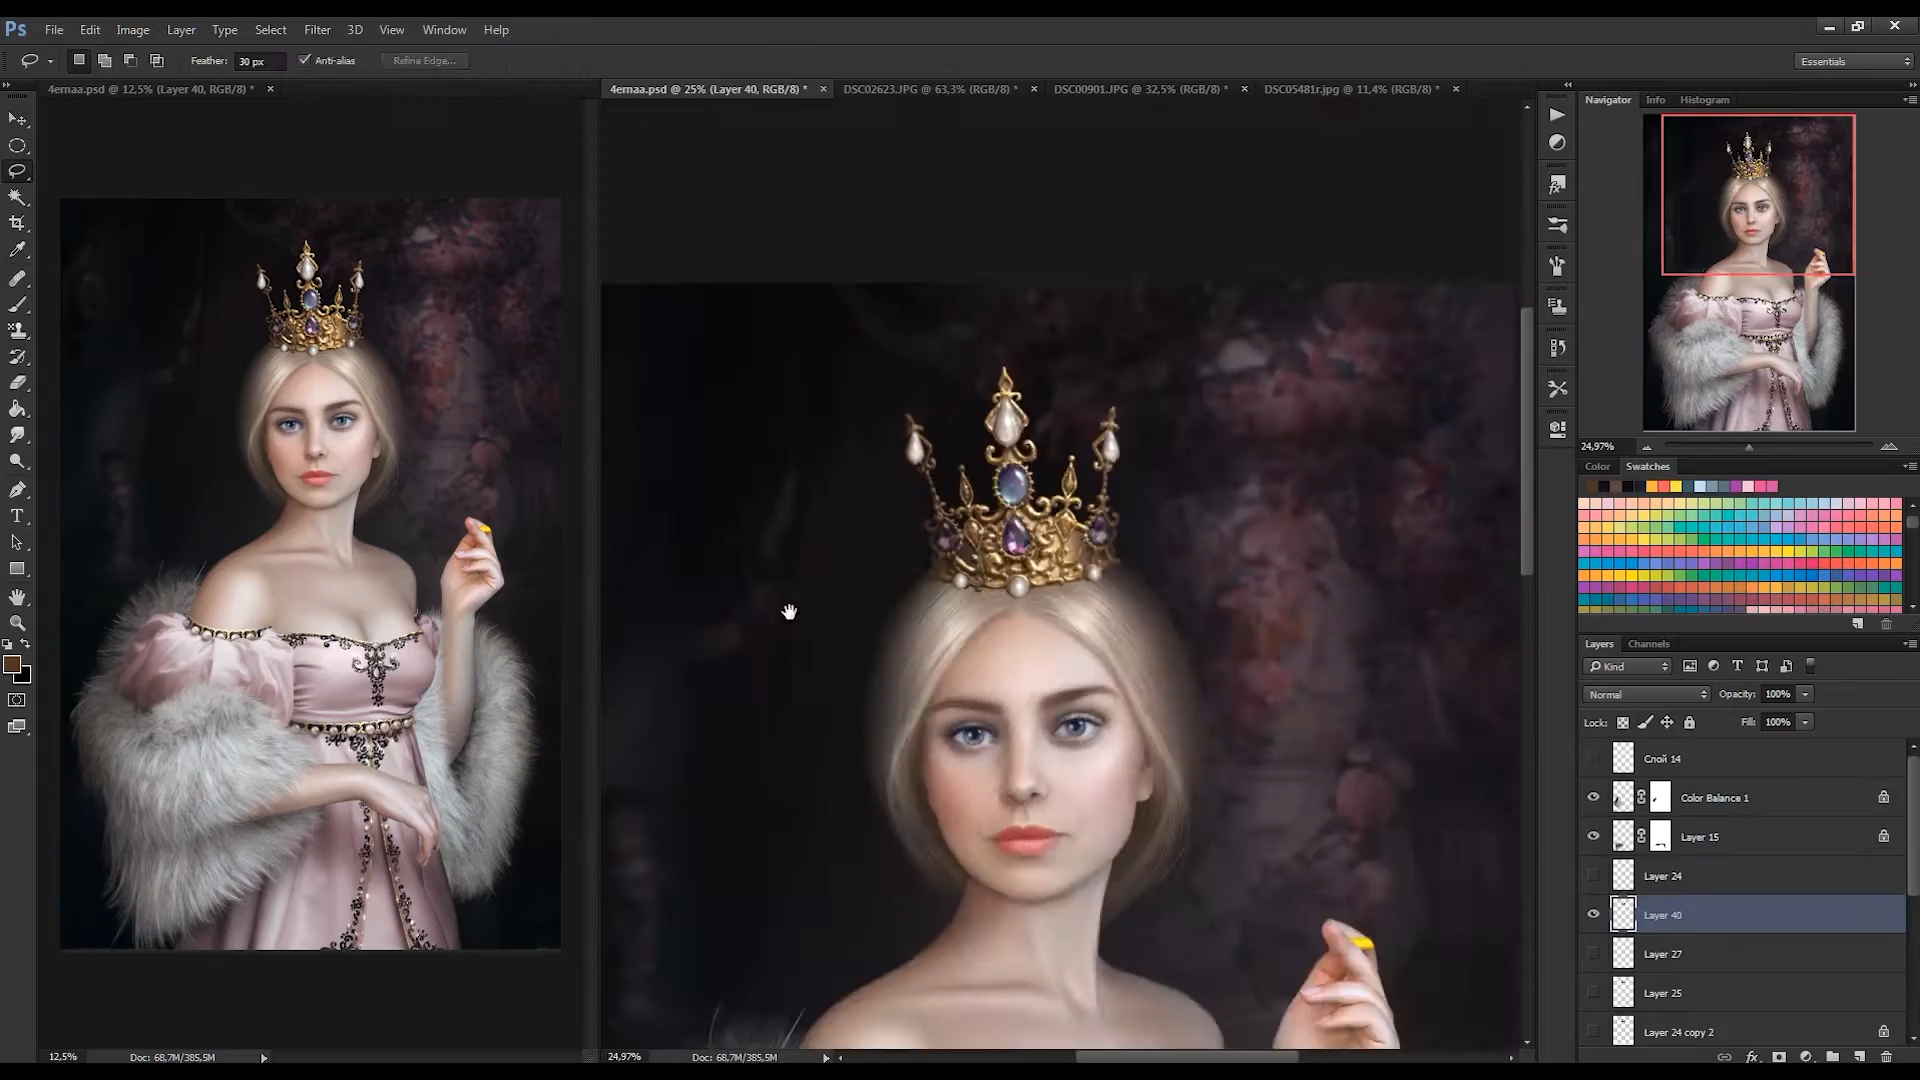 Ps File Edit Image Layer Type Select Filter 3D View Window Help
Feather: 30 px Anti-alias Refine Edge... Essentials
4ernaa.psd @ 12,5% (Layer 40, RGB/8) * ×
4ernaa.psd @ 25% (Layer 40, RGB/8) * × DSC02623.JPG @ 63,3% (RGB/8) * × DSC00901.JPG @ 32,5% (RGB/8) * × DSC05481r.jpg @ 11,4% (RGB/8) * ×
Navigator Info Histogram
24,97%
Color Swatches
Layers Channels
Kind
Normal Opacity: 100%
Lock: Fill: 100%
Слой 14
Color Balance 1
Layer 15
Layer 24
Layer 40
Layer 27
Layer 25
Layer 24 copy 2
12,5% Doc: 68,7M/385,5M
24,97% Doc: 68,7M/385,5M